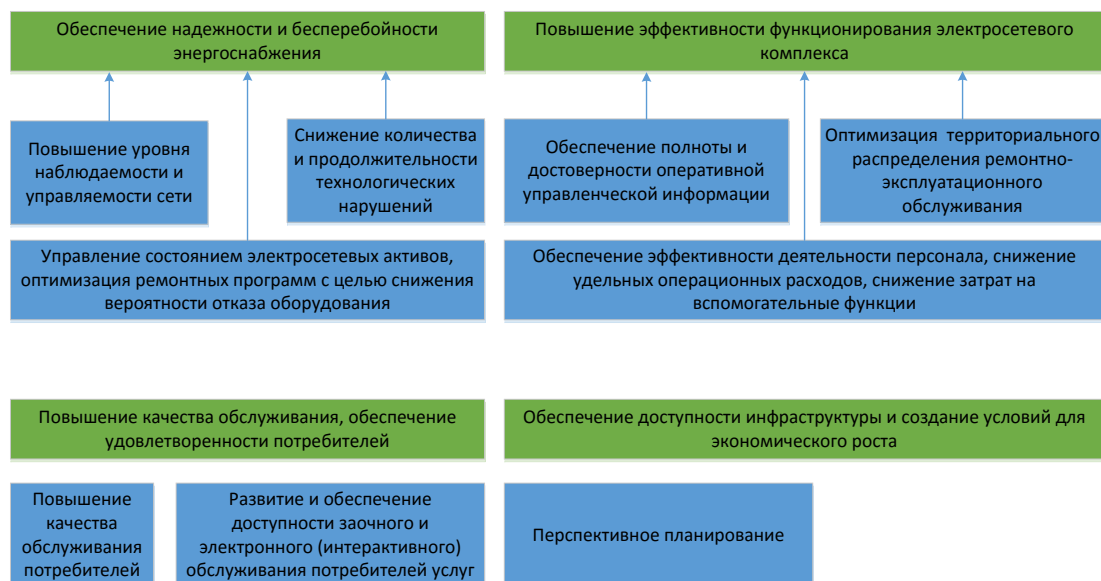 Обеспечение надежности и бесперебойности
энергоснабжения
Повышение эффективности функционирования электросетевого
комплекса
Повышение уровня
наблюдаемости и
управляемости сети
Снижение количества
и продолжительности
технологических
нарушений
Обеспечение полноты и
достоверности оперативной
управленческой информации
Оптимизация территориального
распределения ремонтно-
эксплуатационного
обслуживания
Управление состоянием электросетевых активов,
оптимизация ремонтных программ с целью снижения
вероятности отказа оборудования
Обеспечение эффективности деятельности персонала, снижение
удельных операционных расходов, снижение затрат на
вспомогательные функции
Повышение качества обслуживания, обеспечение
удовлетворенности потребителей
Обеспечение доступности инфраструктуры и создание условий для
экономического роста
Повышение
качества
обслуживания
потребителей
Развитие и обеспечение
доступности заочного и
электронного (интерактивного)
обслуживания потребителей услуг
Перспективное планирование